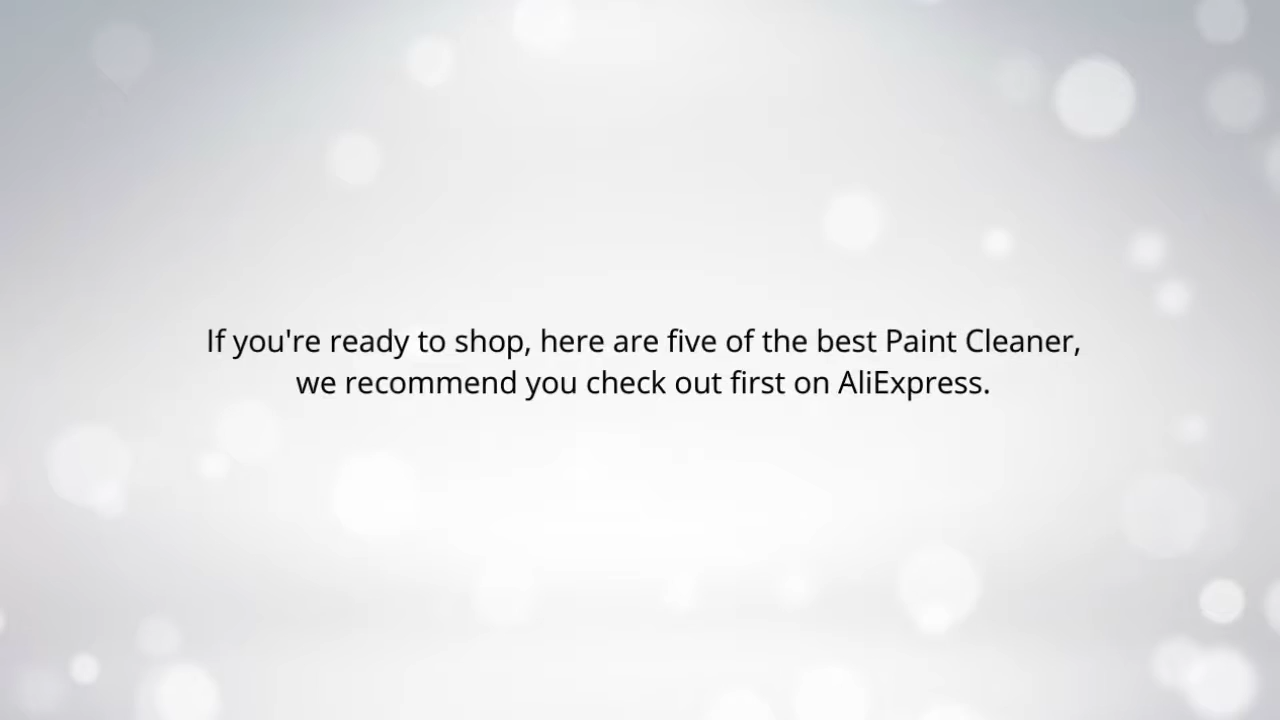 If you're ready to shop, here are five of the best Paint Cleaner,
we recommend you check out first on AliExpress.